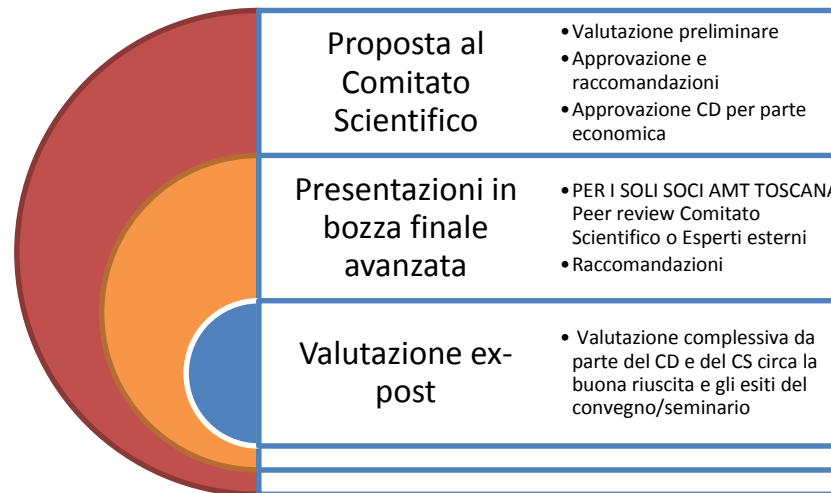 Proposta al
Comitato
Scientifico
•Valutazione preliminare
•Approvazione e
raccomandazioni
•Approvazione CD per parte
economica
Presentazioni in
bozza finale
avanzata
•PER I SOLI SOCI AMT TOSCANA
Peer review Comitato
Scientifico o Esperti esterni
•Raccomandazioni
Valutazione ex-
post
• Valutazione complessiva da
parte del CD e del CS circa la
buona riuscita e gli esiti del
convegno/seminario